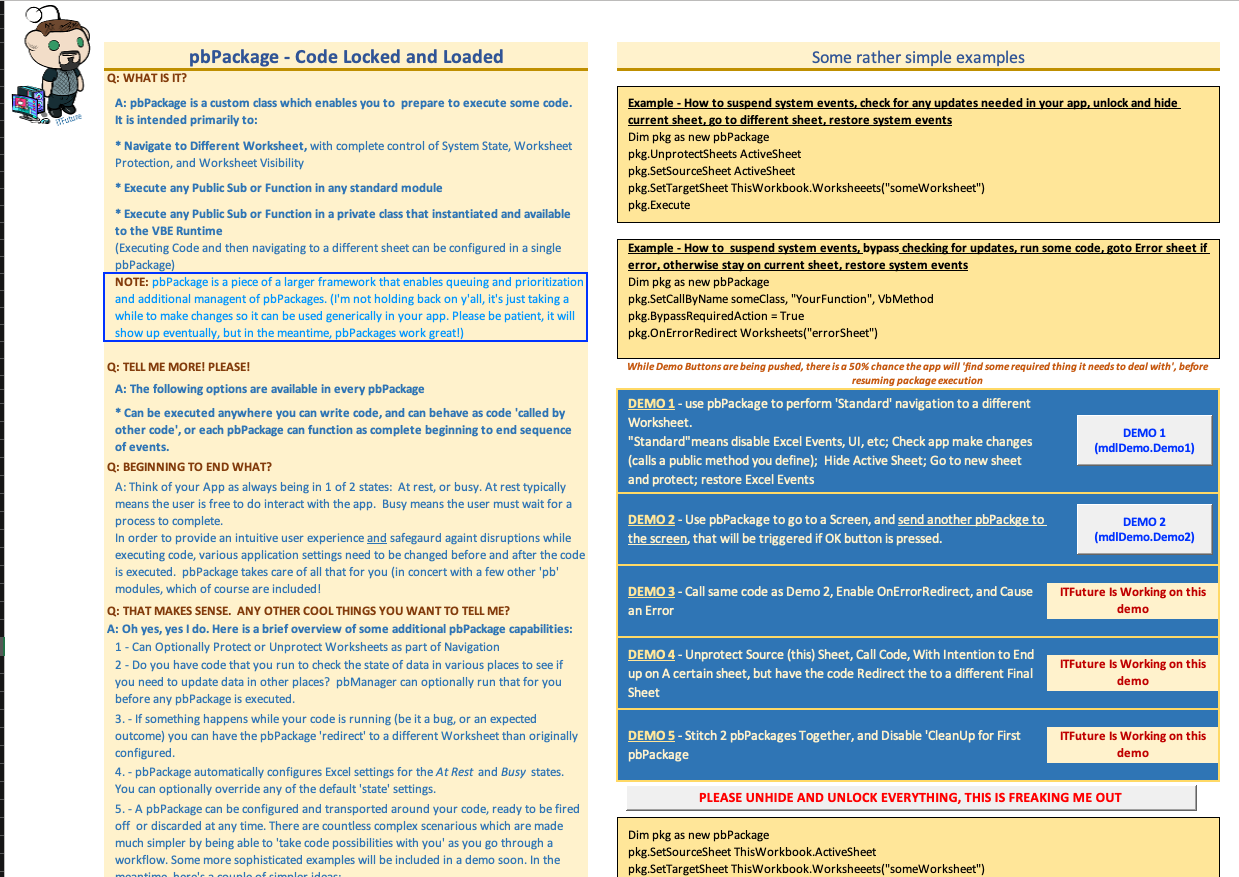 ITFuture
pbPackage - Code Locked and Loaded
Q: WHAT IS IT?
A: pbPackage is a custom class which enables you to  prepare to execute some code.
It is intended primarily to:
* Navigate to Different Worksheet, with complete control of System State, Worksheet
Protection, and Worksheet Visibility
* Execute any Public Sub or Function in any standard module
* Execute any Public Sub or Function in a private class that instantiated and available
to the VBE Runtime
(Executing Code and then navigating to a different sheet can be configured in a single
pbPackage)
NOTE: pbPackage is a piece of a larger framework that enables queuing and prioritization
and additional managent of pbPackages. (I'm not holding back on y'all, it's just taking a
while to make changes so it can be used generically in your app. Please be patient, it will
show up eventually, but in the meantime, pbPackages work great!)
Q: TELL ME MORE! PLEASE!
A: The following options are available in every pbPackage
* Can be executed anywhere you can write code, and can behave as code 'called by
other code', or each pbPackage can function as complete beginning to end sequence
of events.
Q: BEGINNING TO END WHAT?
A: Think of your App as always being in 1 of 2 states:  At rest, or busy. At rest typically
means the user is free to do interact with the app.  Busy means the user must wait for a
process to complete.
In order to provide an intuitive user experience and safegaurd againt disruptions while
executing code, various application settings need to be changed before and after the code
is executed.  pbPackage takes care of all that for you (in concert with a few other 'pb'
modules, which of course are included!
Q: THAT MAKES SENSE.  ANY OTHER COOL THINGS YOU WANT TO TELL ME?
A: Oh yes, yes I do. Here is a brief overview of some additional pbPackage capabilities:
1 - Can Optionally Protect or Unprotect Worksheets as part of Navigation
2 - Do you have code that you run to check the state of data in various places to see if
you need to update data in other places?  pbManager can optionally run that for you
before any pbPackage is executed.
3. - If something happens while your code is running (be it a bug, or an expected
outcome) you can have the pbPackage 'redirect' to a different Worksheet than originally
configured.
4. - pbPackage automatically configures Excel settings for the At Rest and Busy states.
You can optionally override any of the default 'state' settings.
5. - A pbPackage can be configured and transported around your code, ready to be fired
off  or discarded at any time. There are countless complex scenarious which are made
much simpler by being able to 'take code possibilities with you' as you go through a
workflow. Some more sophisticated examples will be included in a demo soon. In the
meantime, here's a couple of simpler ideas:
Some rather simple examples
Example - How to suspend system events, check for any updates needed in your app, unlock and hide
current sheet, go to different sheet, restore system events
Dim pkg as new pbPackage
pkg.UnprotectSheets ActiveSheet
pkg.SetSourceSheet ActiveSheet
pkg.SetTargetSheet ThisWorkbook.Worksheeets("someWorksheet")
pkg.Execute
Example - How to  suspend system events, bypass checking for updates, run some code, goto Error sheet if
error, otherwise stay on current sheet, restore system events
Dim pkg as new pbPackage
pkg.SetCallByName someClass, "YourFunction", VbMethod
pkg.BypassRequiredAction = True
pkg.OnErrorRedirect Worksheets("errorSheet")
While Demo Buttons are being pushed, there is a 50% chance the app will 'find some required thing it needs to deal with', before
resuming package execution
DEMO 1 - use pbPackage to perform 'Standard' navigation to a different
Worksheet.
"Standard"means disable Excel Events, UI, etc; Check app make changes
(calls a public method you define);  Hide Active Sheet; Go to new sheet
and protect; restore Excel Events
DEMO 1
(mdlDemo.Demo1)
DEMO 2 - Use pbPackage to go to a Screen, and send another pbPackge to
the screen, that will be triggered if OK button is pressed.
DEMO 2
(mdlDemo.Demo2)
DEMO 3 - Call same code as Demo 2, Enable OnErrorRedirect, and Cause
an Error
ITFuture Is Working on this
demo
DEMO 4 - Unprotect Source (this) Sheet, Call Code, With Intention to End
up on A certain sheet, but have the code Redirect the to a different Final
Sheet
ITFuture Is Working on this
demo
DEMO 5 - Stitch 2 pbPackages Together, and Disable 'CleanUp for First
pbPackage
ITFuture Is Working on this
demo
PLEASE UNHIDE AND UNLOCK EVERYTHING, THIS IS FREAKING ME OUT
Dim pkg as new pbPackage
pkg.SetSourceSheet ThisWorkbook.ActiveSheet
pkg.SetTargetSheet ThisWorkbook.Worksheeets("someWorksheet")